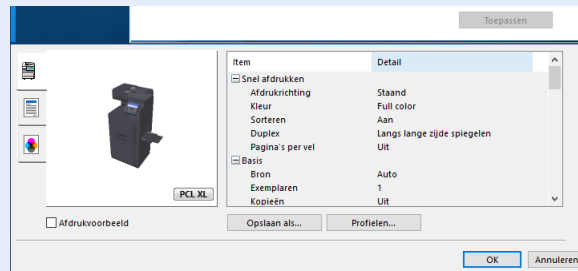 Toepassen
Item Detail
Snel afdrukken
Afdrukrichting Staand
Kleur Full color
Sorteren Aan
Duplex Langs lange zijde spiegelen
Pagina's per vel Uit
Basis
Bron Auto
Exemplaren 1
Kopieën Uit
PCL XL
Afdrukvoorbeeld Opslaan als... Profielen...
OK Annuleren